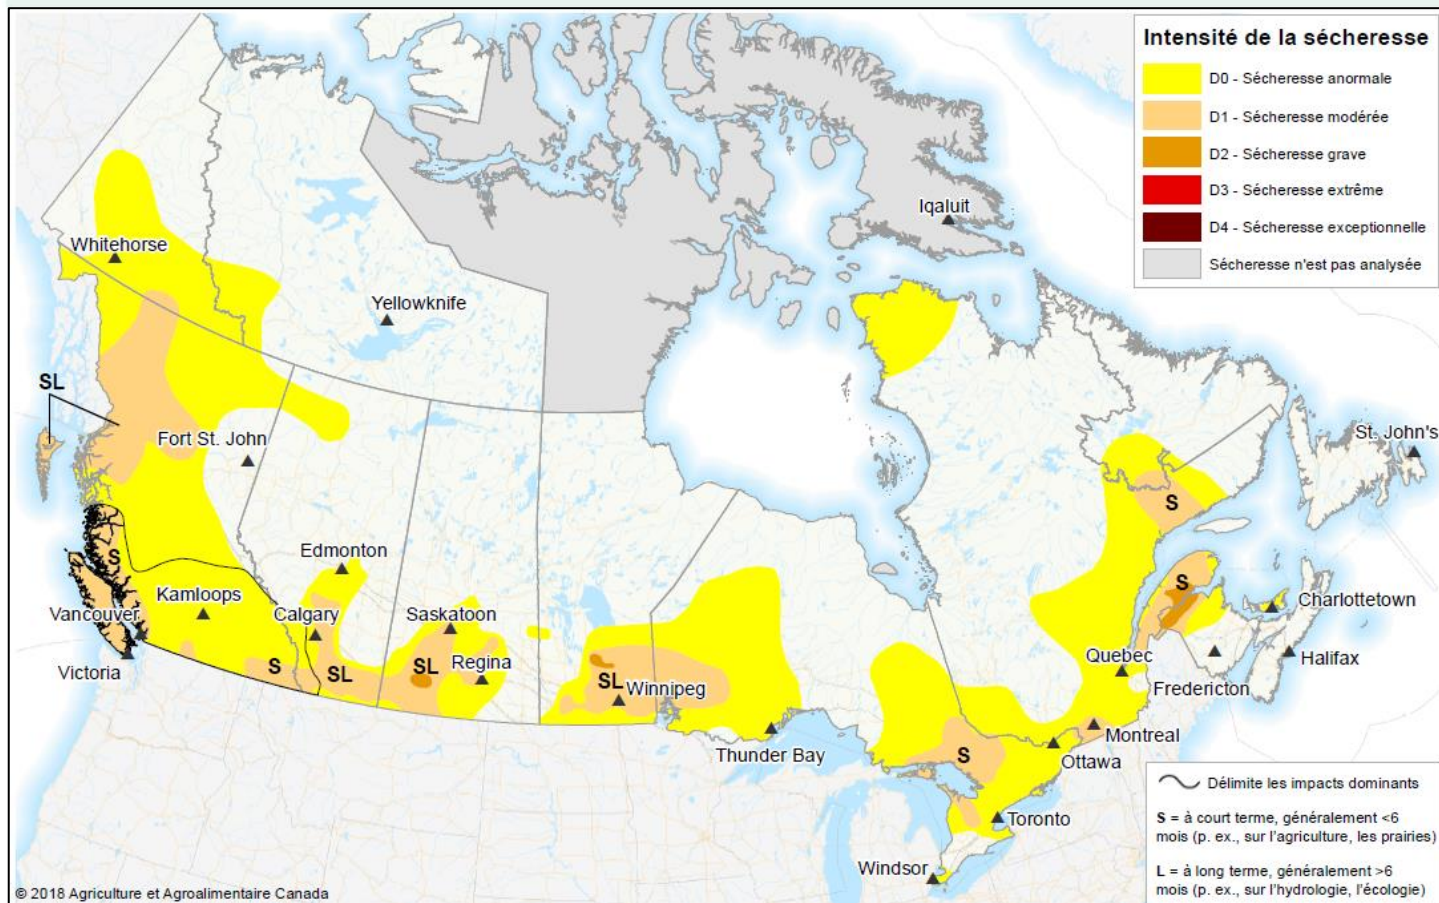 Intensité de la sécheresse
D0 - Sécheresse anormale
D1 - Sécheresse modérée
D2 - Sécheresse grave
D3 - Sécheresse extrême
D4 - Sécheresse exceptionnelle
Sécheresse n'est pas analysée
Iqaluit
Whitehorse
Yellowknife
SL
Fort St. John
St. John's
S
Edmonton
S
S
Kamloops
Calgary
Saskatoon
Charlottetown
Vancouver
Victoria
S
SL
SL
Regina
SL
Winnipeg
Quebec
Halifax
Fredericton
Thunder Bay
S
Montreal
Ottawa
Toronto
Windsor
Délimite les impacts dominants
S = à court terme, généralement <6
mois (p. ex., sur l'agriculture, les prairies)
L = à long terme, généralement >6
mois (p. ex., sur l'hydrologie, l'écologie)
© 2018 Agriculture et Agroalimentaire Canada